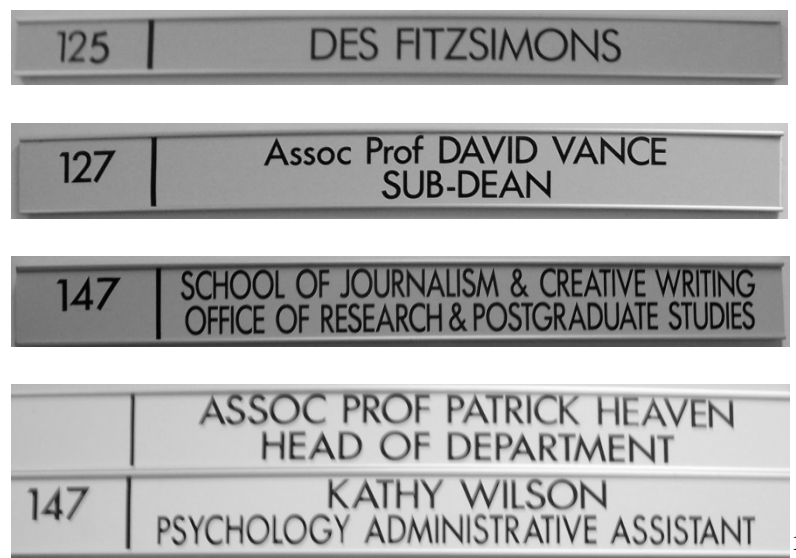 125 DES FITZSIMONS
127 Assoc Prof DAVID VANCE
SUB-DEAN
147 SCHOOL OF JOURNALISM & CREATIVE WRITING
OFFICE OF RESEARCH & POSTGRADUATE STUDIES
ASSOC PROF PATRICK HEAVEN
HEAD OF DEPARTMENT
147 KATHY WILSON
PSYCHOLOGY ADMINISTRATIVE ASSISTANT